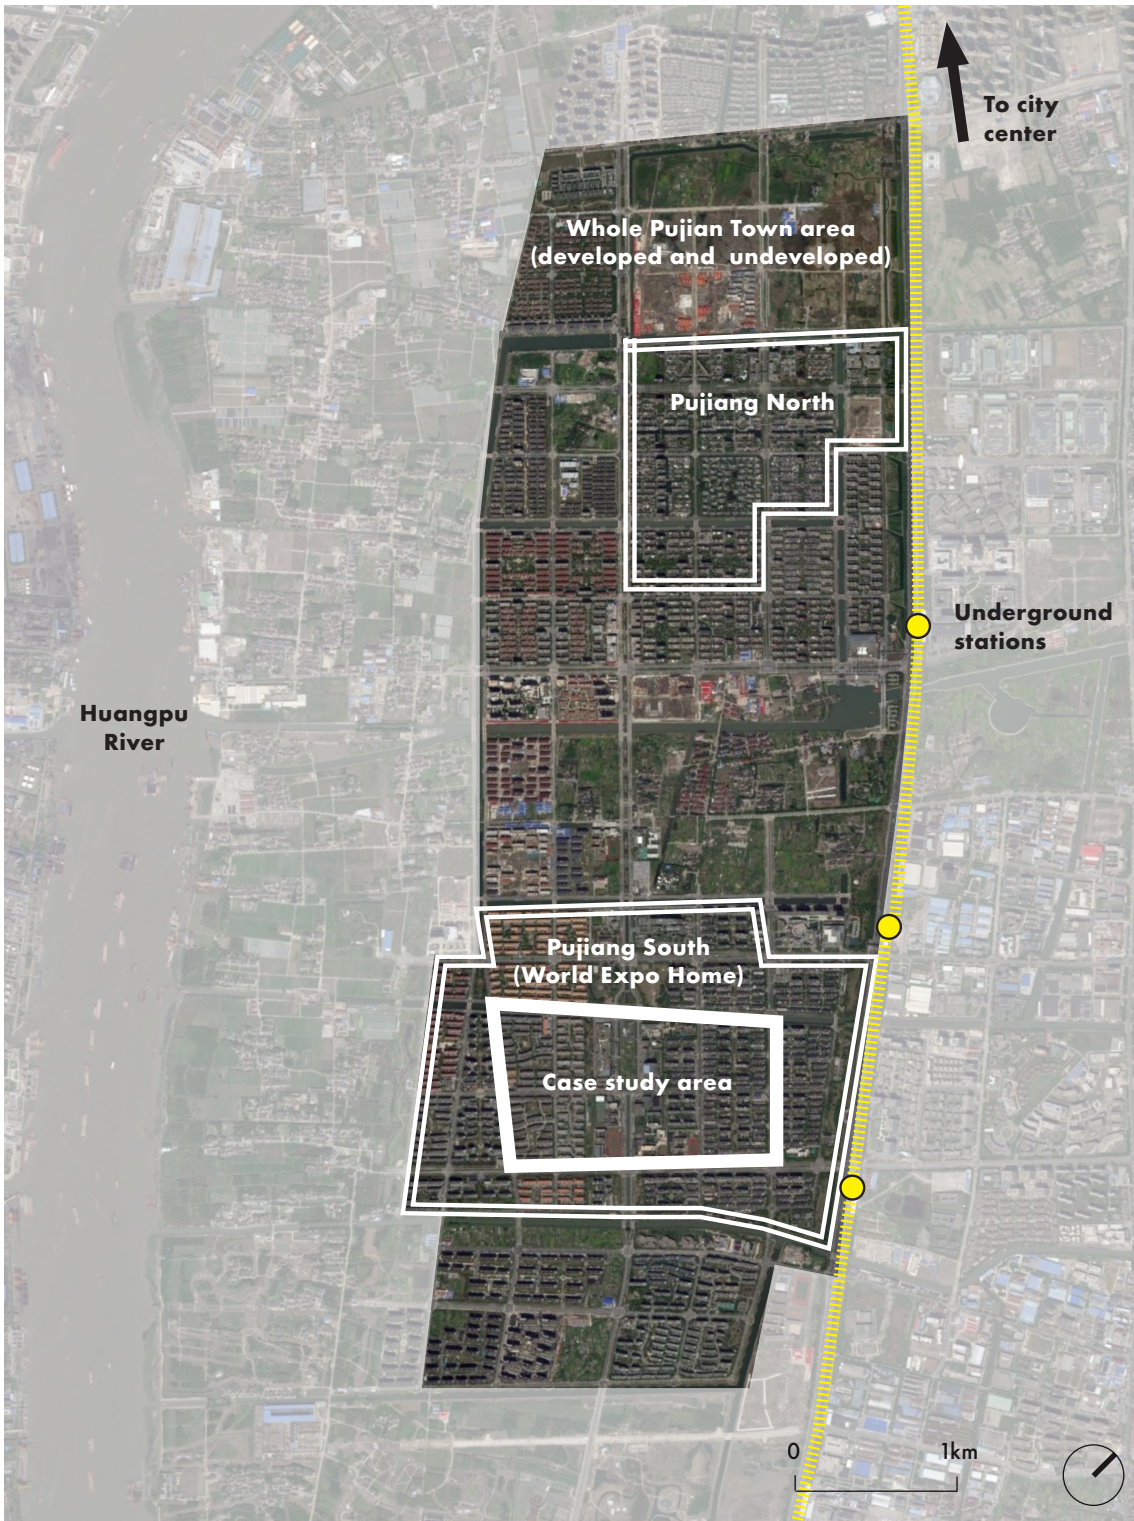 To city
center
Whole Pujian Town area
(developed and undeveloped)
Pujiang North
Underground
stations
Huangpu
River
Pujiang South
(World Expo Home)
Case study area
0
1km